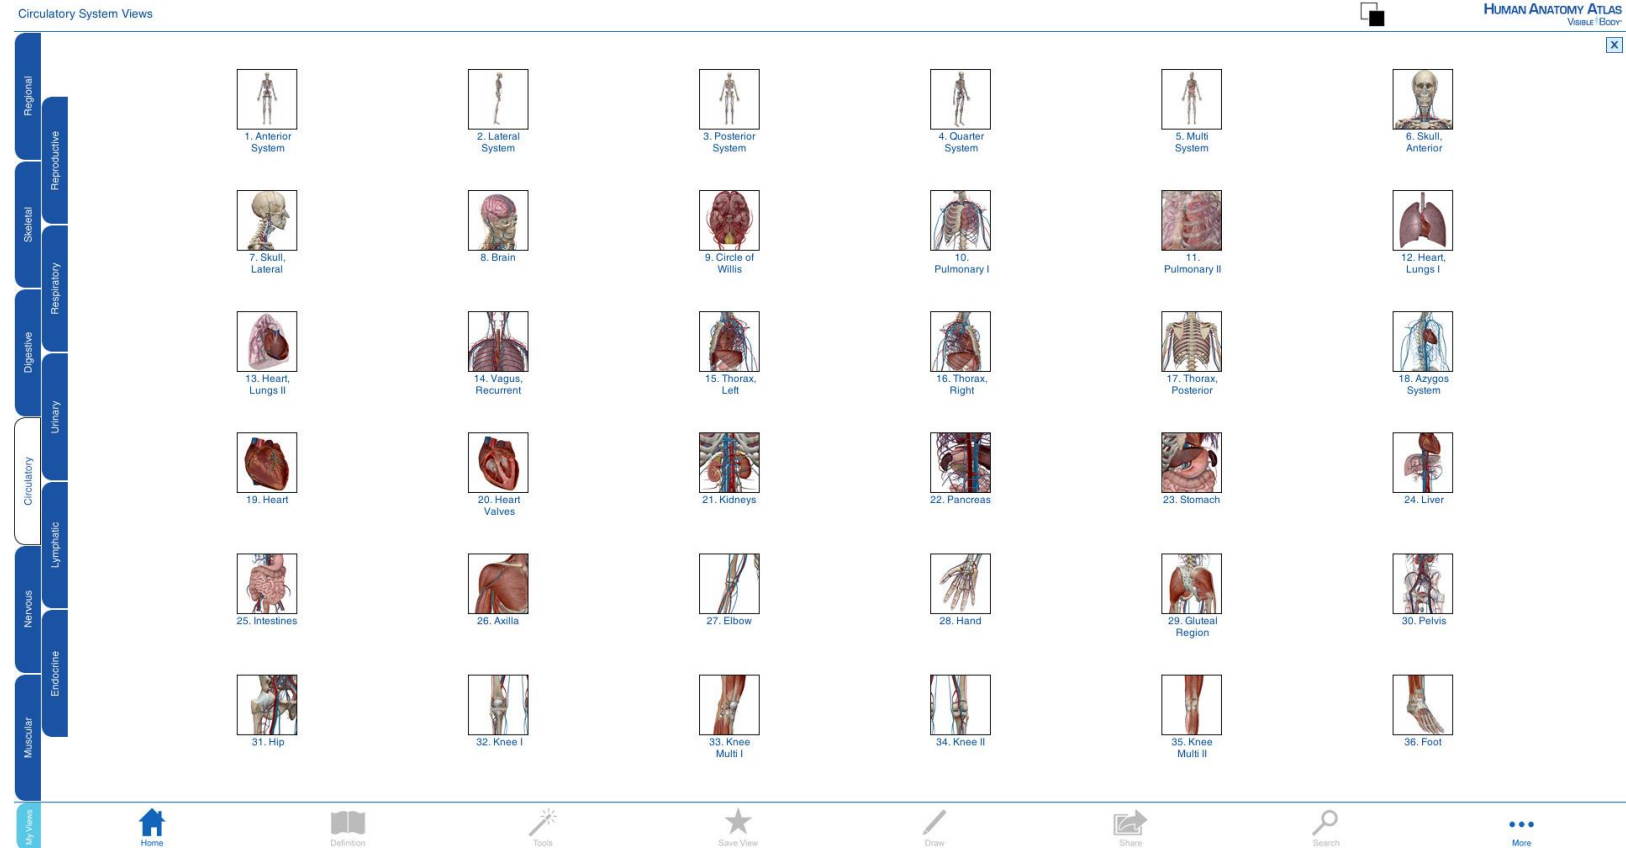 Circulatory System Views
HUMAN ANATOMY ATLAS
VISIBLE BODY
X
Regional
Skeletal
Digestive
Circulatory
Nervous
Muscular
My Views
Reproductive
Respiratory
Urinary
Lymphatic
Endocrine
1. Anterior
System
2. Lateral
System
3. Posterior
System
4. Quarter
System
5. Multi
System
6. Skull,
Anterior
7. Skull,
Lateral
8. Brain
9. Circle of
Willis
10.
Pulmonary I
11.
Pulmonary II
12. Heart,
Lungs I
13. Heart,
Lungs II
14. Vagus,
Recurrent
15. Thorax,
Left
16. Thorax,
Right
17. Thorax,
Posterior
18. Azygos
System
19. Heart
20. Heart
Valves
21. Kidneys
22. Pancreas
23. Stomach
24. Liver
25. Intestines
26. Axilla
27. Elbow
28. Hand
29. Gluteal
Region
30. Pelvis
31. Hip
32. Knee I
33. Knee
Multi I
34. Knee II
35. Knee
Multi II
36. Foot
Home
Definition
Tools
Save View
Draw
Share
Search
More